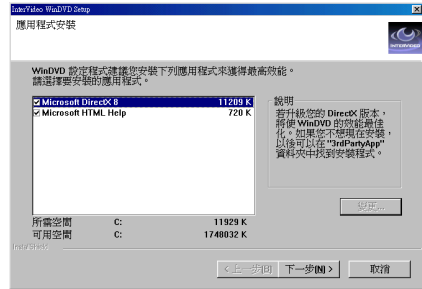 InterVideo WinDVD Setup
應用程式安裝
INTERVIDEO
WinDVD 設定程式建議您安裝下列應用程式來獲得最高效能。
請選擇要安裝的應用程式。
Microsoft DirectX 8 11209 K
Microsoft HTML Help 720 K
說明
若升級您的 DirectX 版本，
將使 WinDVD 的效能最佳
化。如果您不想現在安裝，
以後可以在 "3rdPartyApp"
資料夾中找到安裝程式。
變更...
所需空間 C: 11929 K
可用空間 C: 1748032 K
InstallShield
< 上一步(B) 下一步(N) > 取消